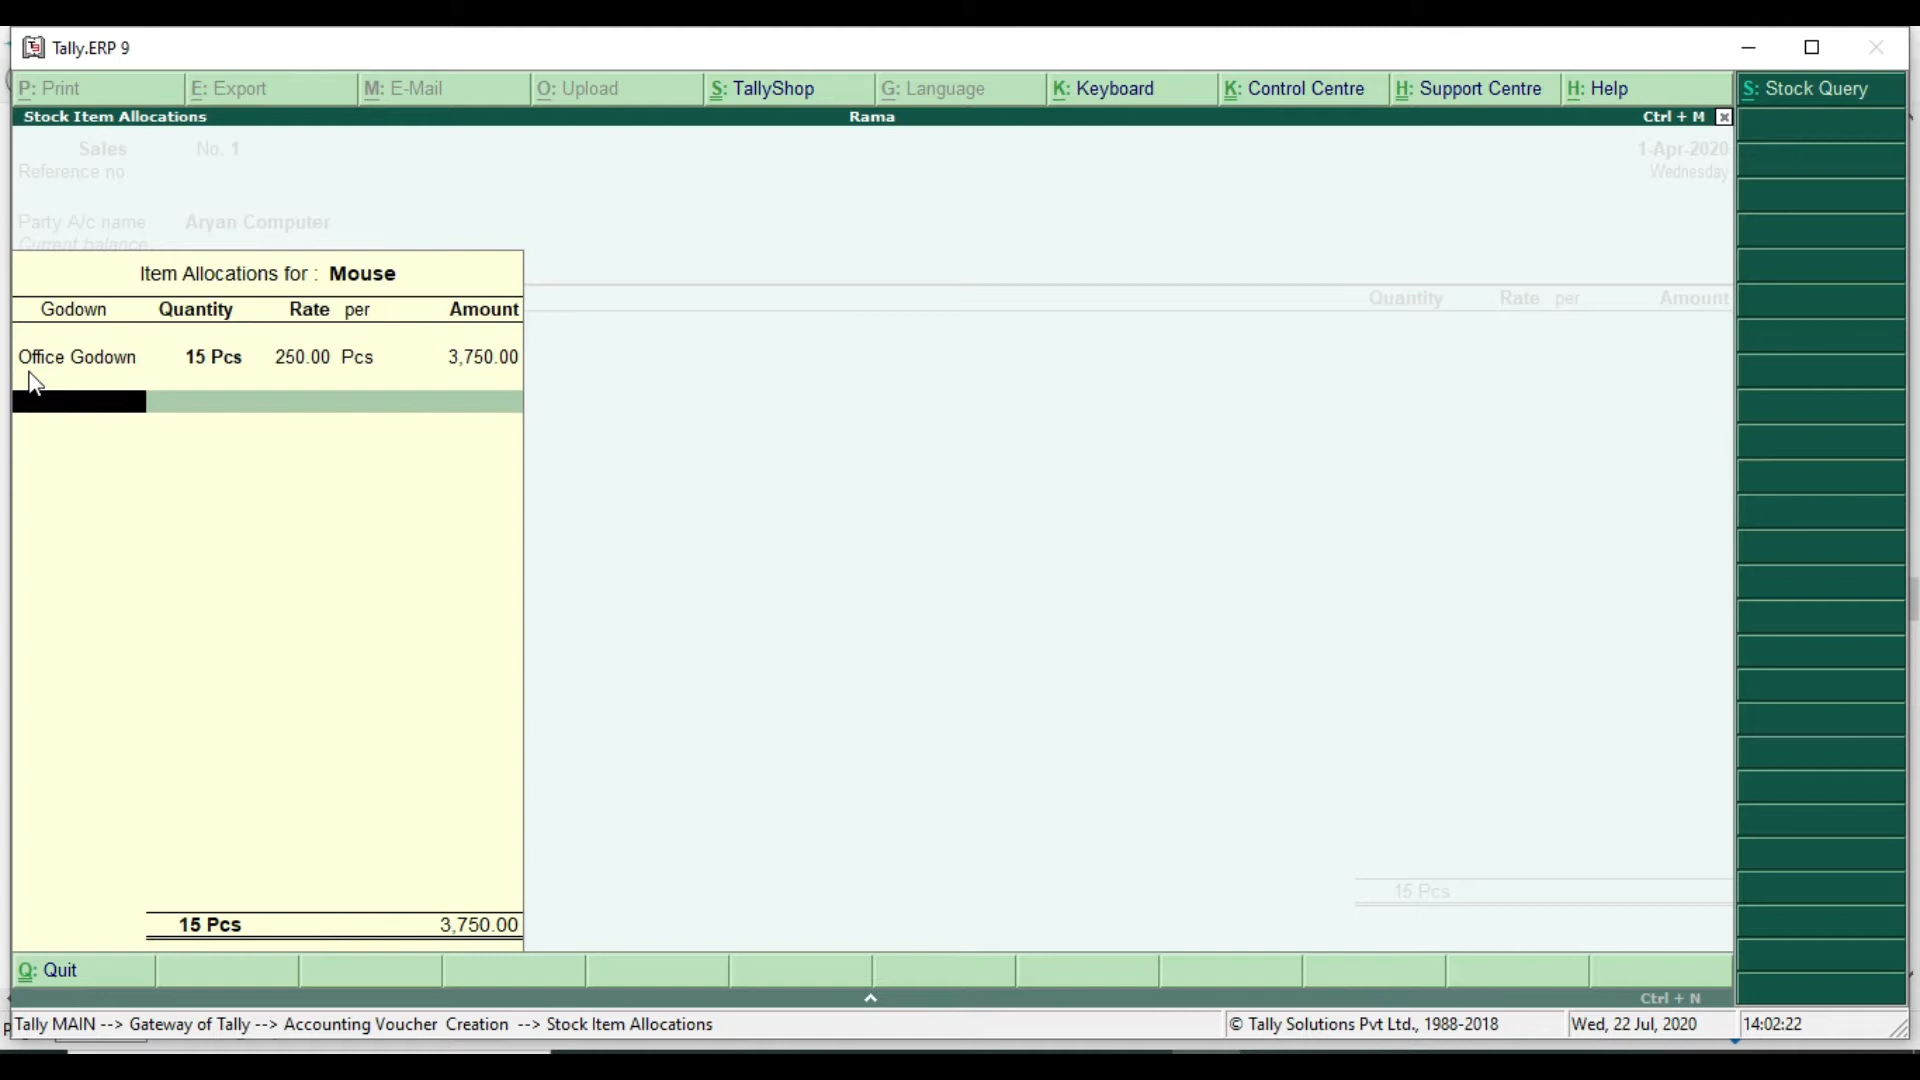 Tally.ERP 9
P: Print E: Export M: E-Mail O: Upload S: TallyShop G: Language K: Keyboard K: Control Centre H: Support Centre H: Help S: Stock Query
Stock Item Allocations Rama Ctrl + M
Sales No. 1 1-Apr-2020
Reference no Wednesday
Party A/c name Aryan Computer
Current balance
Item Allocations for : Mouse
Quantity Rate per Amount
Godown Quantity Rate per Amount
Office Godown 15 Pcs 250.00 Pcs 3,750.00
15 Pcs
15 Pcs 3,750.00
Q: Quit
Ctrl + N
Tally MAIN --> Gateway of Tally --> Accounting Voucher Creation --> Stock Item Allocations © Tally Solutions Pvt Ltd., 1988-2018 Wed, 22 Jul, 2020 14:02:22